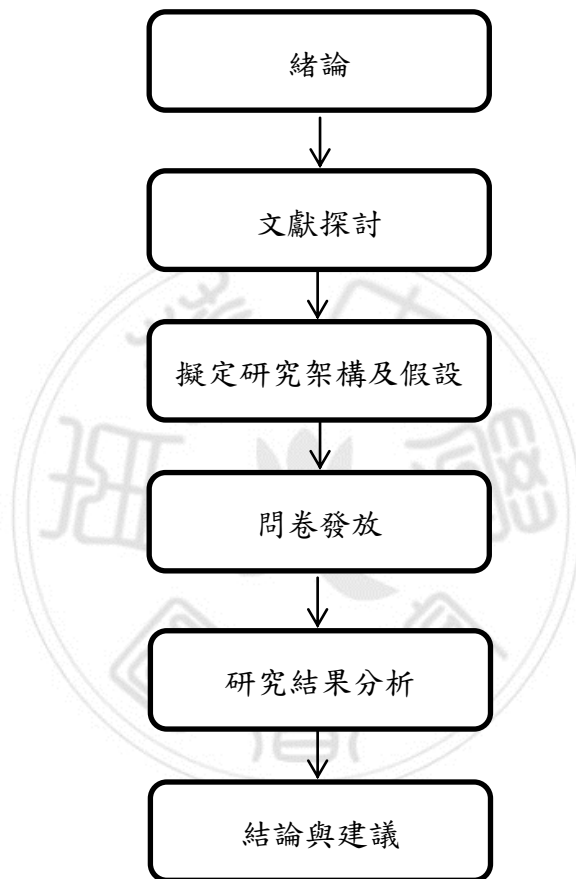 緒論
文獻探討
擬定研究架構及假設
問卷發放
研究結果分析
結論與建議